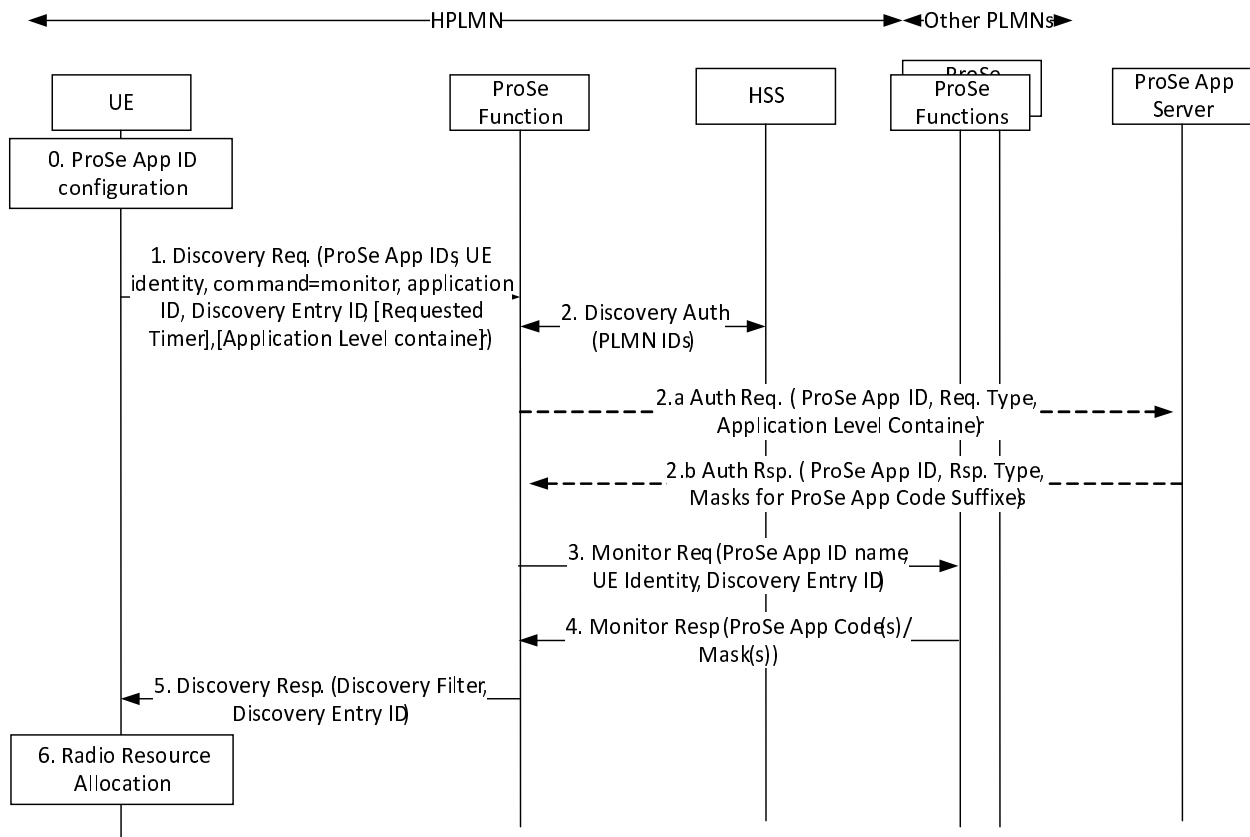 HPLMN
Other PLMNs
UE
ProSe
Function
HSS
ProSe
ProSe
Functions
ProSe App
Server
0. ProSe App ID
configuration
1. Discovery Req. (ProSe App IDs, UE
identity, command=monitor, application
ID, Discovery Entry ID, [Requested
Timer],[Application Level container])
2. Discovery Auth
(PLMN IDs)
2.a Auth Req. ( ProSe App ID, Req. Type,
Application Level Container)
2.b Auth Rsp. ( ProSe App ID, Rsp. Type,
Masks for ProSe App Code Suffixes)
3. Monitor Req (ProSe App ID name,
UE Identity, Discovery Entry ID)
4. Monitor Resp (ProSe App Code(s)/
Mask(s))
5. Discovery Resp. (Discovery Filter,
Discovery Entry ID)
6. Radio Resource
Allocation